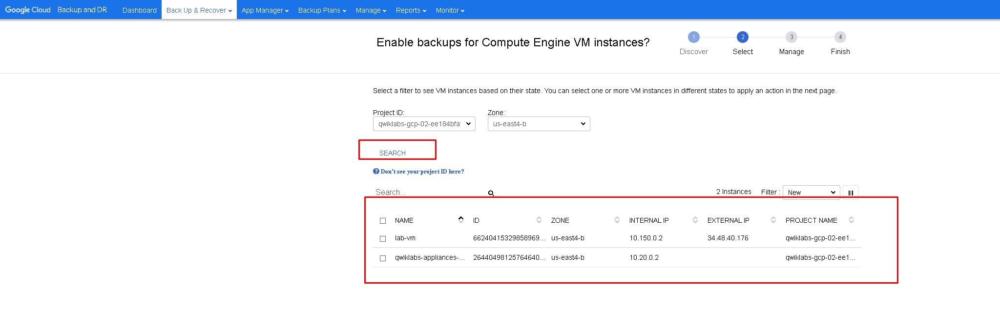 Google Cloud Backup and DR Dashboard Back Up & Recover App Manager Backup Plans Manage Reports Monitor
Enable backups for Compute Engine VM instances?
1 2 3 4
Discover Select Manage Finish
Select a filter to see VM instances based on their state. You can select one or more VM instances in different states to apply an action in the next page.
Project ID: Zone:
qwiklabs-gcp-02-ee184bfa us-east4-b
SEARCH
? Don't see your project ID here?
Search... 2 Instances Filter : New
NAME ID ZONE INTERNAL IP EXTERNAL IP PROJECT NAME
lab-vm 66240415329858969... us-east4-b 10.150.0.2 34.48.40.176 qwiklabs-gcp-02-ee1...
qwiklabs-appliances-... 26440498125764640... us-east4-b 10.20.0.2 qwiklabs-gcp-02-ee1...